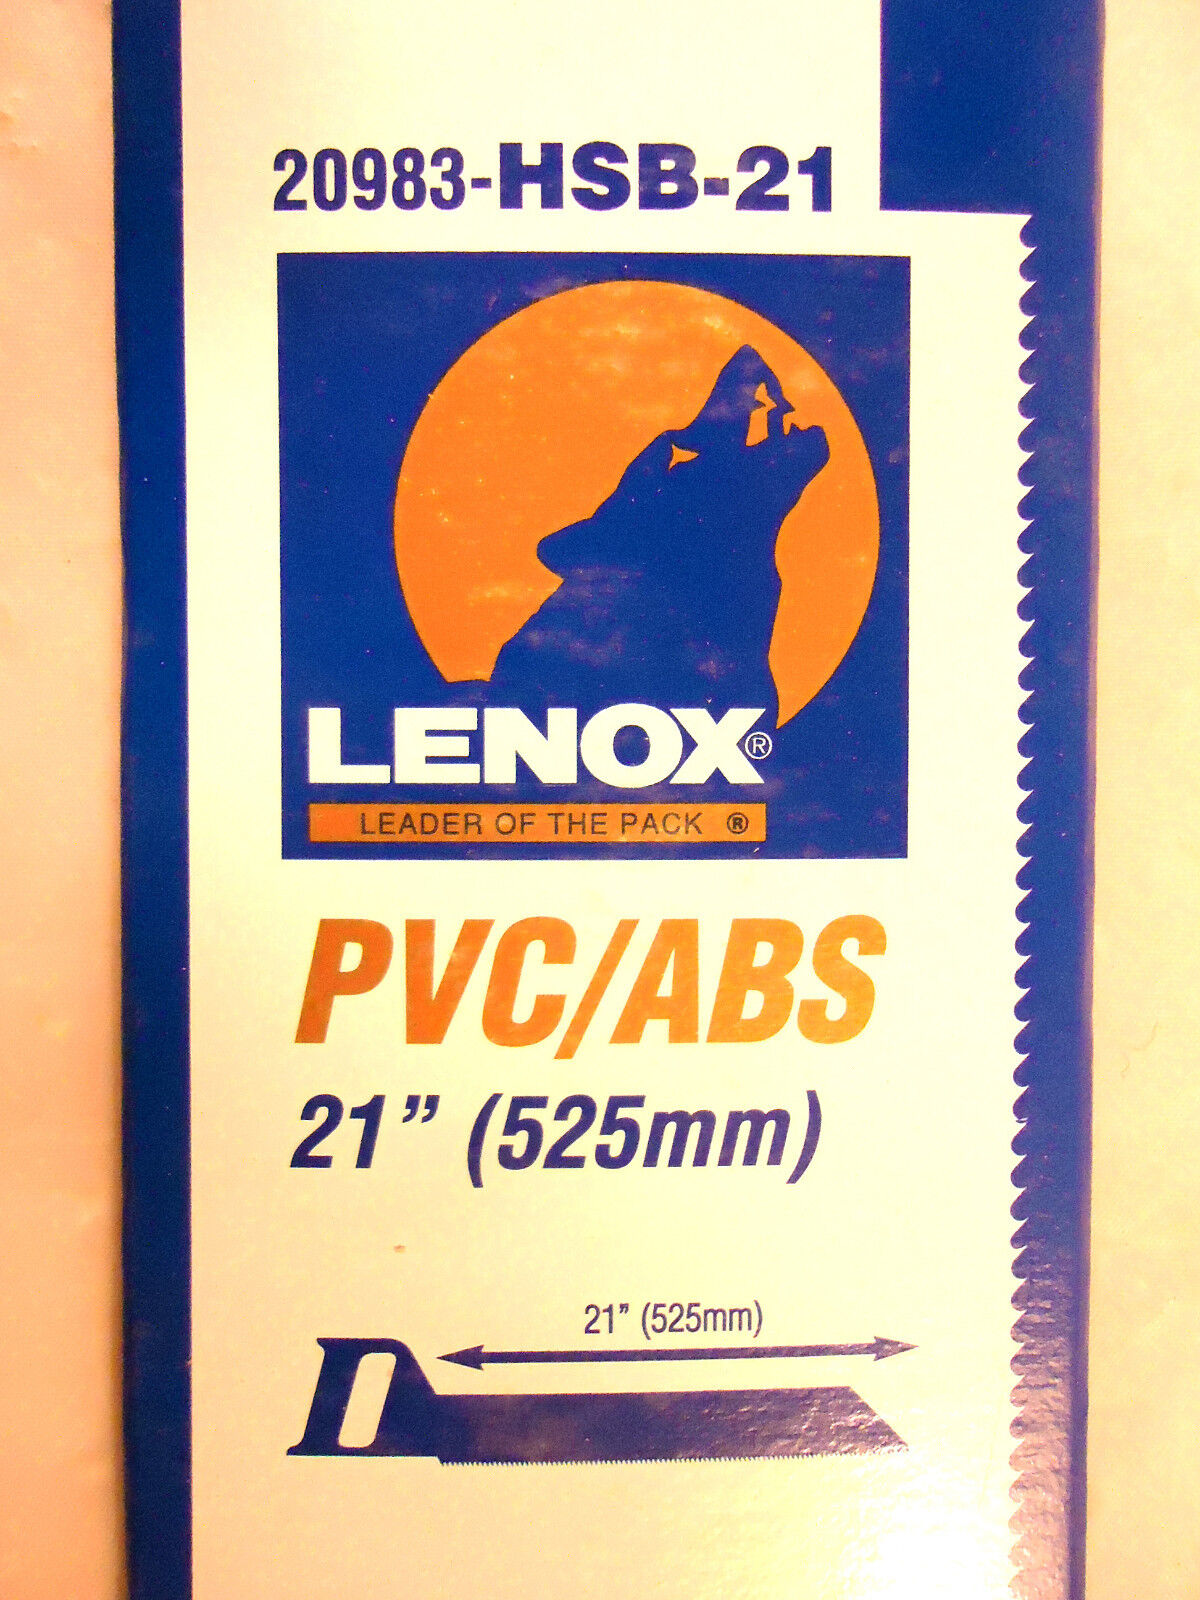 20983-HSB-21
LENOX®
LEADER OF THE PACK ®
PVC/ABS
21” (525mm)
21” (525mm)